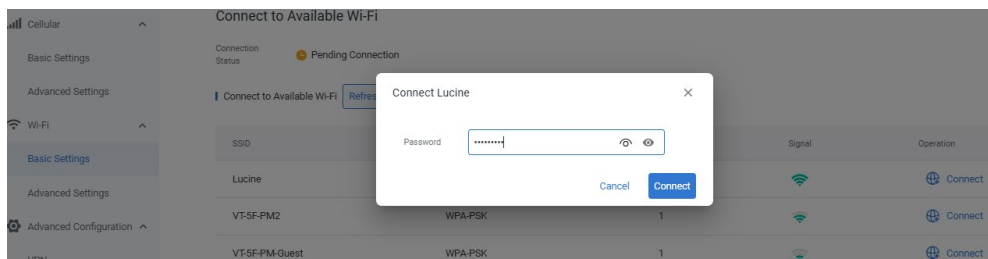 Cellular
Basic Settings
Advanced Settings
Wi-Fi
Basic Settings
Advanced Settings
Advanced Configuration
VPN
Connect to Available Wi-Fi
Connection Status
Pending Connection
Connect to Available Wi-Fi Refres
Connect Lucine
Password
Cancel Connect
SSID Signal Operation
Lucine Connect
VT-5F-PM2 WPA-PSK 1 Connect
VT-5F-PM-Guest WPA-PSK 1 Connect